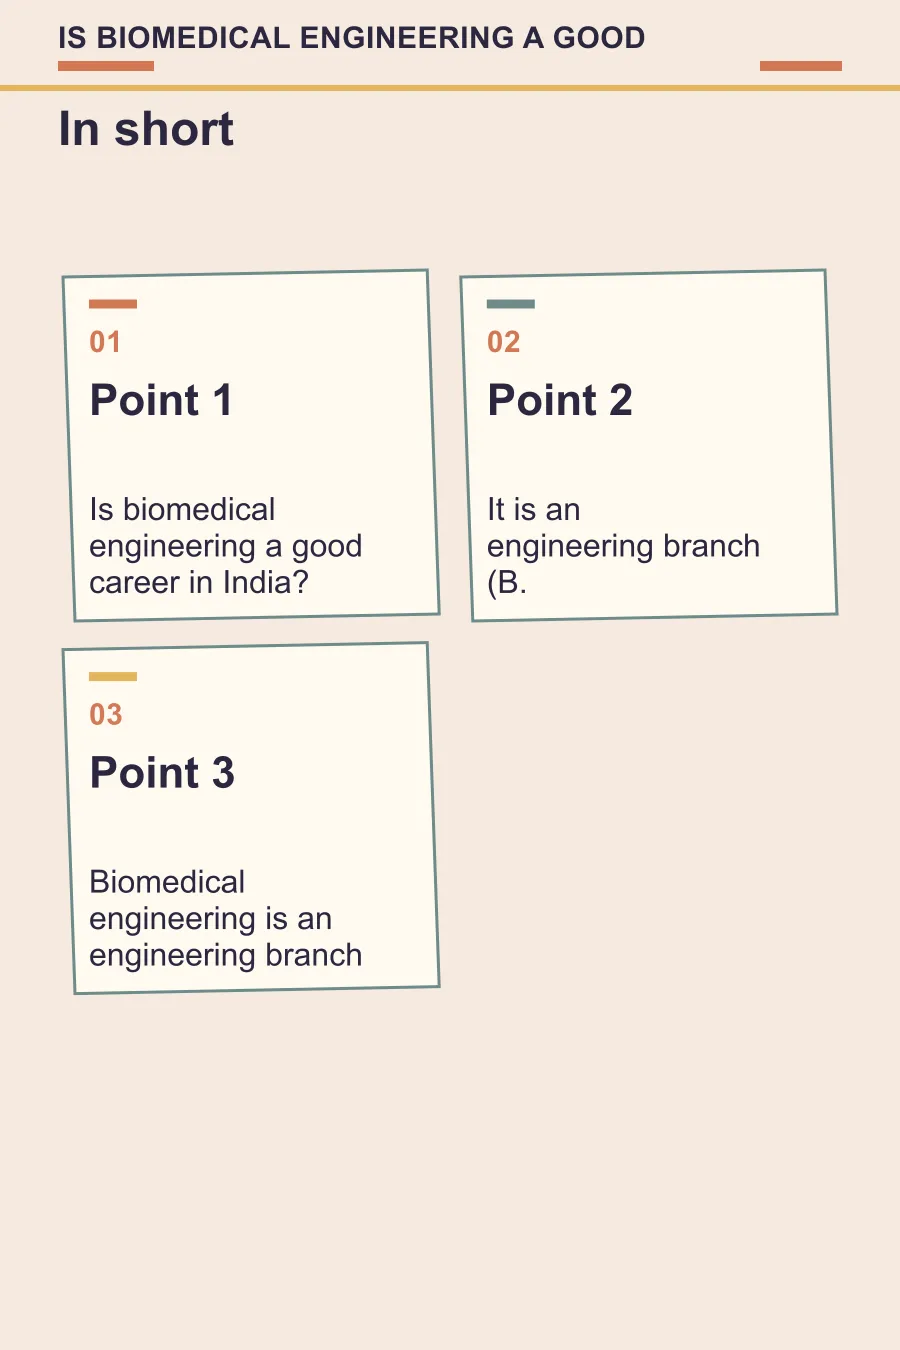 IS BIOMEDICAL ENGINEERING A GOOD
In short
01
Point 1
Is biomedical
engineering a good
career in India?
02
Point 2
It is an
engineering branch
(B.
03
Point 3
Biomedical
engineering is an
engineering branch